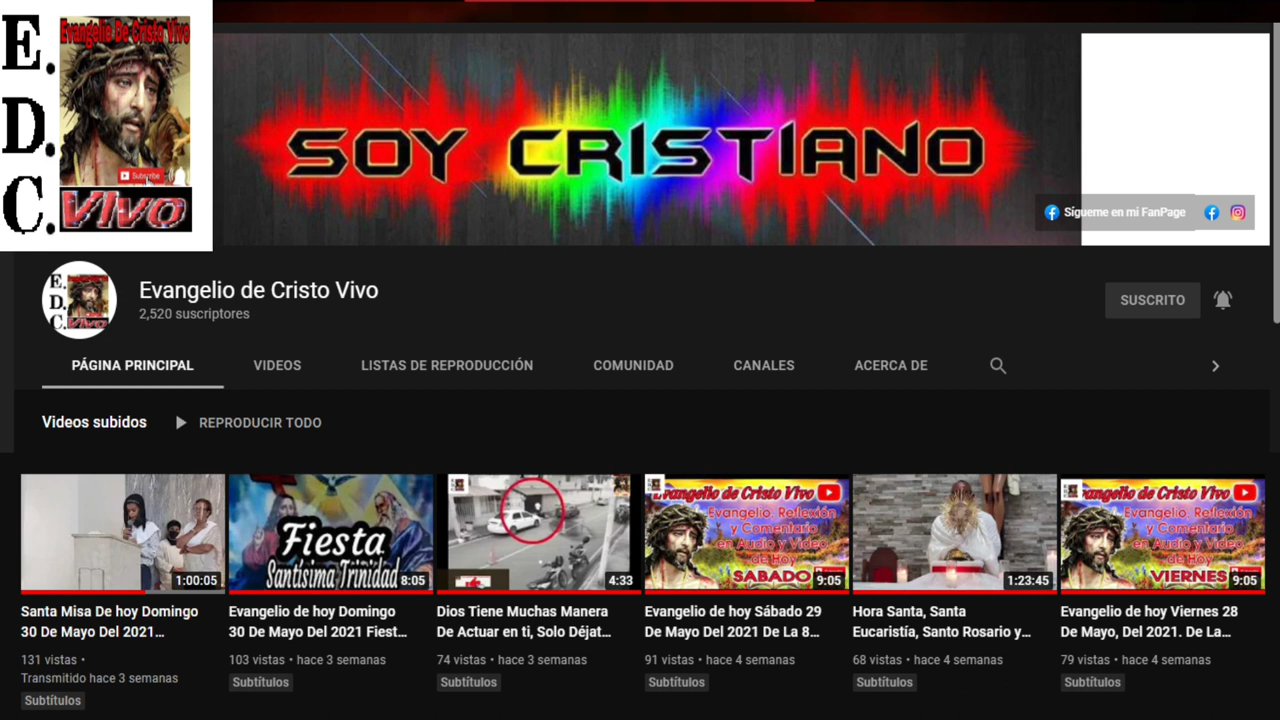 E.
D.
C.
Evangelio De Cristo Vivo
Subscribe
Vivo
SOY CRISTIANO
Sígueme en mi FanPage
E.
D.
C.
Vivo
Evangelio de Cristo Vivo
2,520 suscriptores
SUSCRITO
PÁGINA PRINCIPAL
VIDEOS
LISTAS DE REPRODUCCIÓN
COMUNIDAD
CANALES
ACERCA DE
Videos subidos
REPRODUCIR TODO
1:00:05
Santa Misa De hoy Domingo
30 De Mayo Del 2021…
131 vistas •
Transmitido hace 3 semanas
Subtítulos
Fiesta
Santísima Trinidad
8:05
Evangelio de hoy Domingo
30 De Mayo Del 2021 Fiest…
103 vistas • hace 3 semanas
Subtítulos
4:33
Dios Tiene Muchas Manera
De Actuar en ti, Solo Déjat…
74 vistas • hace 3 semanas
Subtítulos
Evangelio de Cristo Vivo
Evangelio, Reflexión
y Comentario
en Audio y Video
de Hoy
SABADO
9:05
Evangelio de hoy Sábado 29
De Mayo Del 2021 De La 8…
91 vistas • hace 4 semanas
Subtítulos
1:23:45
Hora Santa, Santa
Eucaristía, Santo Rosario y…
68 vistas • hace 4 semanas
Subtítulos
Evangelio de Cristo Vivo
Evangelio, Reflexión
y Comentario
en Audio y Video
de Hoy
VIERNES
9:05
Evangelio de hoy Viernes 28
De Mayo, Del 2021. De La…
79 vistas • hace 4 semanas
Subtítulos